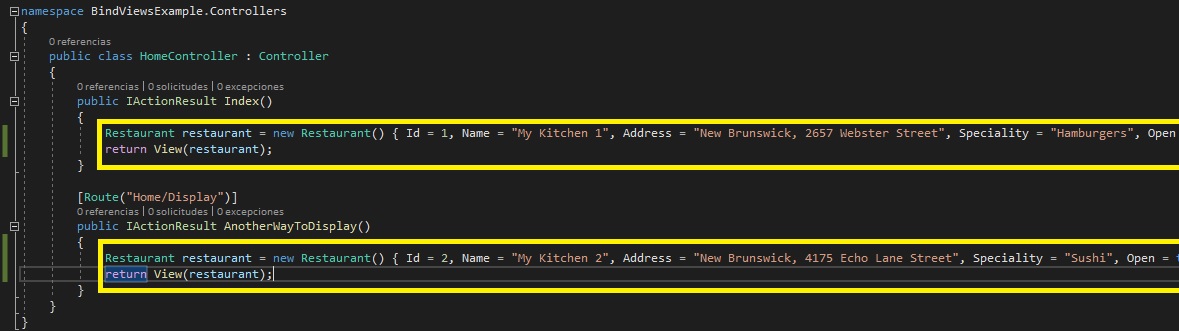 namespace BindViewsExample.Controllers
{
0 referencias
public class HomeController : Controller
{
0 referencias | 0 solicitudes | 0 excepciones
public IActionResult Index()
{
Restaurant restaurant = new Restaurant() { Id = 1, Name = "My Kitchen 1", Address = "New Brunswick, 2657 Webster Street", Speciality = "Hamburgers", Open
return View(restaurant);
}
[Route("Home/Display")]
0 referencias | 0 solicitudes | 0 excepciones
public IActionResult AnotherWayToDisplay()
{
Restaurant restaurant = new Restaurant() { Id = 2, Name = "My Kitchen 2", Address = "New Brunswick, 4175 Echo Lane Street", Speciality = "Sushi", Open =
return View(restaurant);
}
}
}